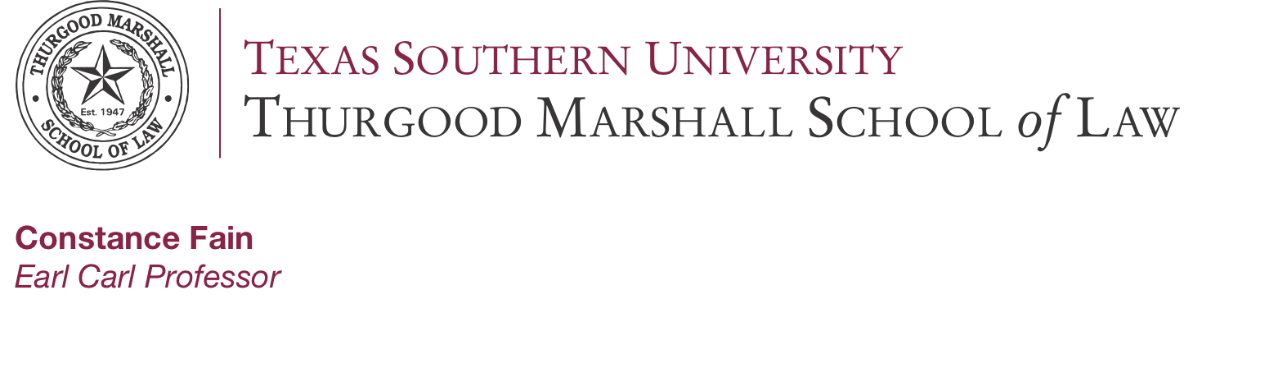 THURGOOD MARSHALL
Est. 1947
SCHOOL OF LAW
TEXAS SOUTHERN UNIVERSITY
THURGOOD MARSHALL SCHOOL of LAW
Constance Fain
Earl Carl Professor